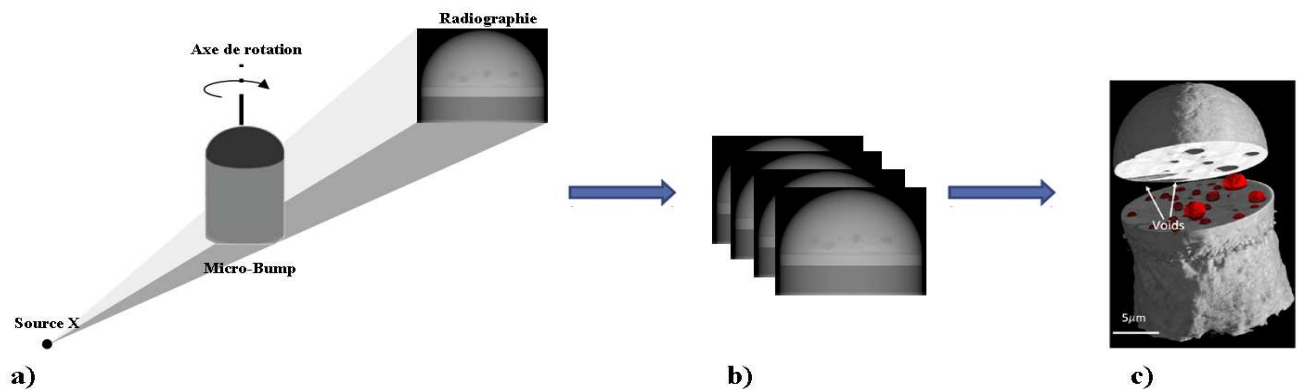 Radiographie
Axe de rotation
Micro-Bump
Source X
Voids
5µm
a)
b)
c)